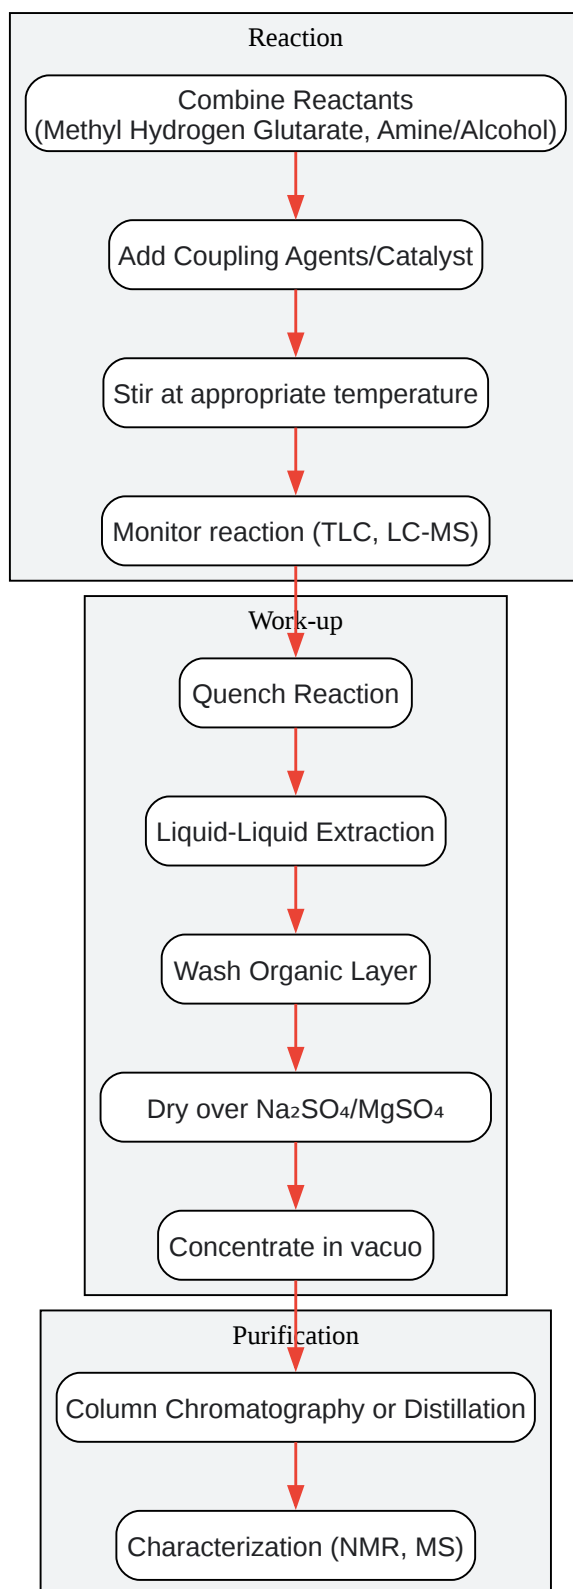 Reaction
Combine Reactants
(Methyl Hydrogen Glutarate, Amine/Alcohol)
Add Coupling Agents/Catalyst
Stir at appropriate temperature
Monitor reaction (TLC, LC-MS)
Work-up
Quench Reaction
Liquid-Liquid Extraction
Wash Organic Layer
Dry over Na₂SO₄/MgSO₄
Concentrate in vacuo
Purification
Column Chromatography or Distillation
Characterization (NMR, MS)